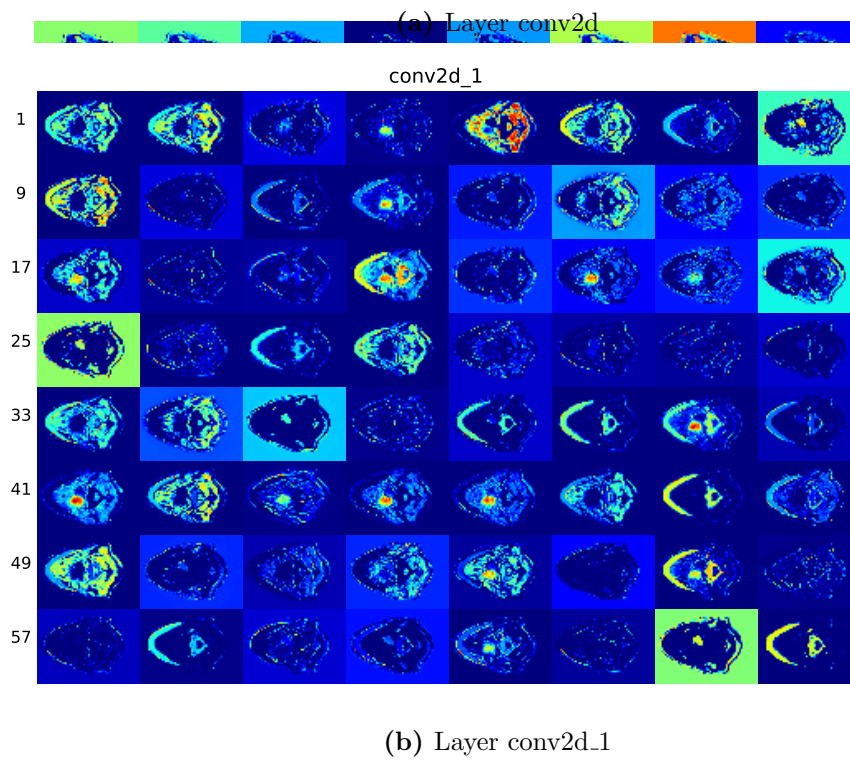 (a) Layer conv2d
conv2d_1
1
9
17
25
33
41
49
57
(b) Layer conv2d_1